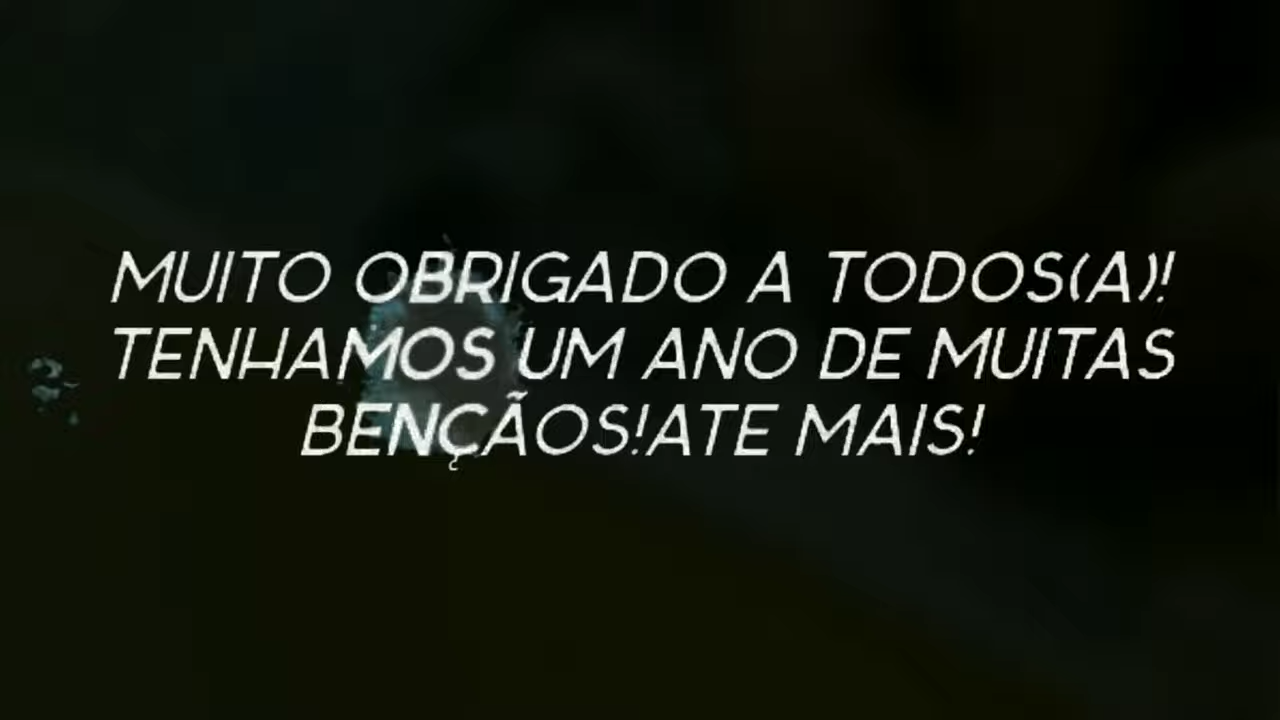 MUITO OBRIGADO A TODOS(A)!
TENHAMOS UM ANO DE MUITAS
BENÇÃOS!ATE MAIS!